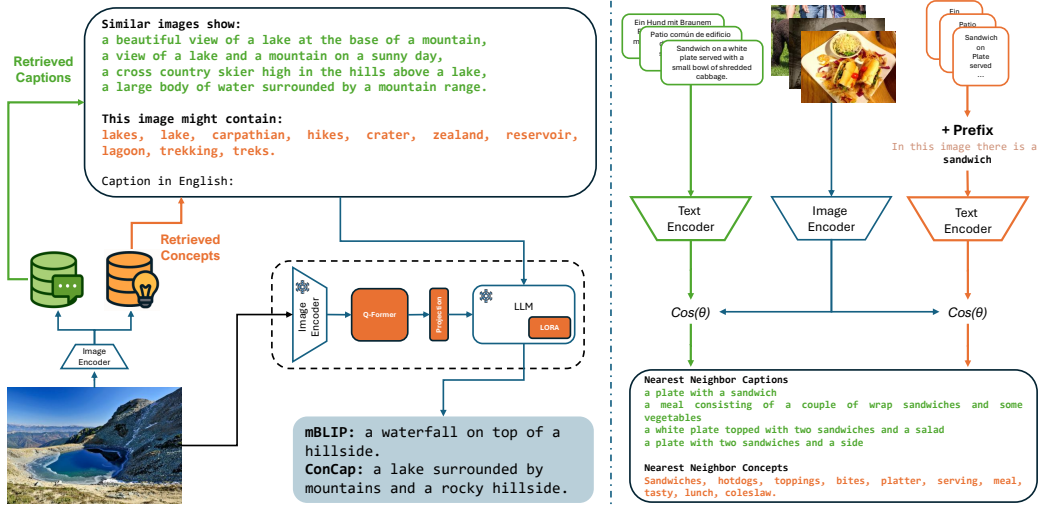 Similar images show:
a beautiful view of a lake at the base of a mountain,
a view of a lake and a mountain on a sunny day,
a cross country skier high in the hills above a lake,
a large body of water surrounded by a mountain range.
This image might contain:
lakes, lake, carpathian, hikes, crater, zealand, reservoir,
lagoon, trekking, treks.
Caption in English:
Retrieved
Captions
Retrieved
Concepts
Image
Encoder
Image
Encoder
Q-Former
Projection
LLM
LORA
mBLIP: a waterfall on top of a
hillside.
ConCap: a lake surrounded by
mountains and a rocky hillside.
Ein Hund mit Braunem
Patio común de edificio
Sandwich on a white
plate served with a
small bowl of shredded
cabbage.
Ein
Patio
Sandwich
on
Plate
served
...
+ Prefix
In this image there is a
sandwich
Text
Encoder
Image
Encoder
Text
Encoder
Cos(θ)
Cos(θ)
Nearest Neighbor Captions
a plate with a sandwich
a meal consisting of a couple of wrap sandwiches and some
vegetables
a white plate topped with two sandwiches and a salad
a plate with two sandwiches and a side
Nearest Neighbor Concepts
Sandwiches, hotdogs, toppings, bites, platter, serving, meal,
tasty, lunch, coleslaw.